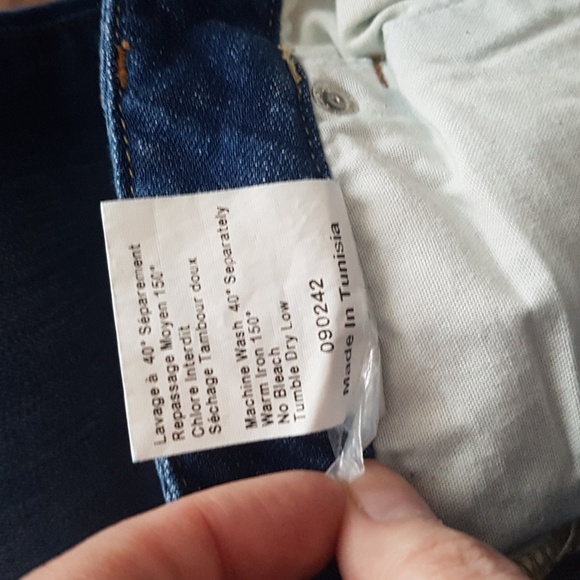 Lavage à 40° Séparement
Repassage Moyen 150°
Chlore Interdit
Séchage Tambour doux
Machine Wash 40° Separately
Warm Iron 150°
No Bleach
Tumble Dry Low
090242
Made In Tunisia